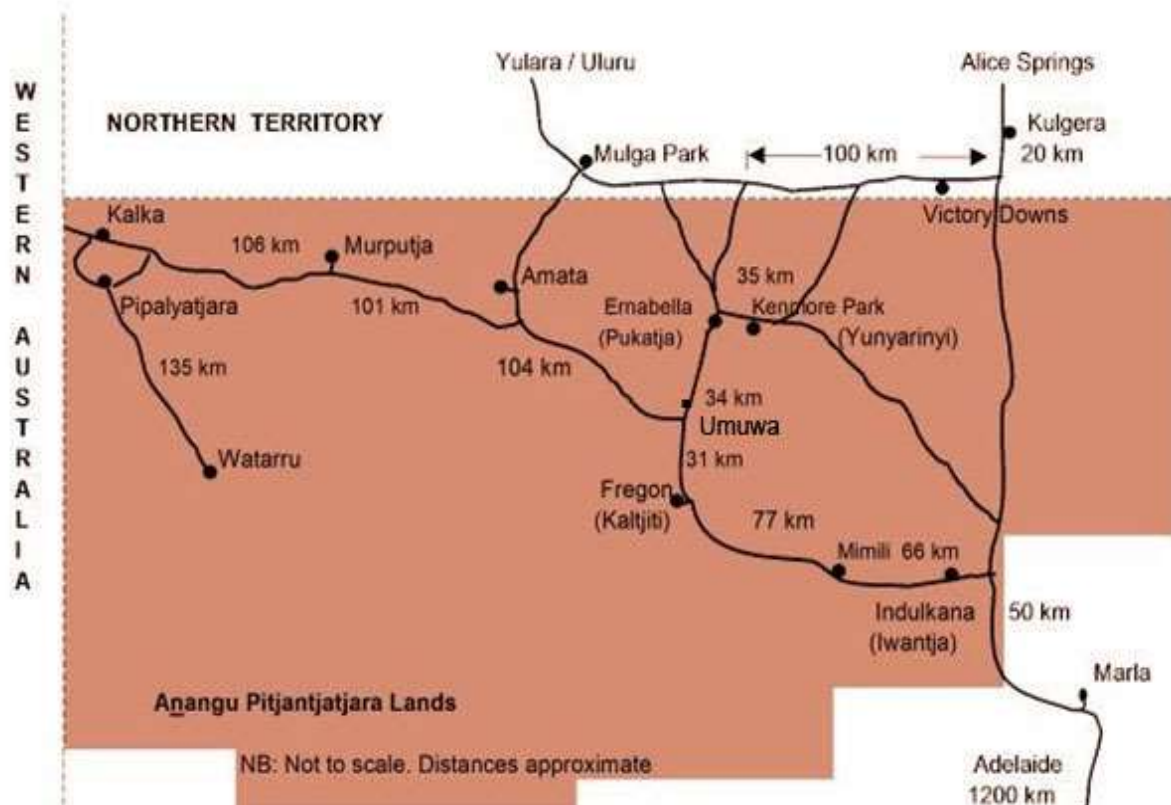 Yulara / Uluru
Alice Springs
WESTERN AUSTRALIA
NORTHERN TERRITORY
Kulgera
20 km
Mulga Park
100 km
Victory Downs
Kalka
106 km
Murputja
Amata
35 km
Pipalyatjara
101 km
Ernabella
(Pukatja)
Kenmore Park
(Yunyarinyi)
135 km
104 km
34 km
Umuwa
Watarru
31 km
Fregon
(Kaltjiti)
77 km
Mimili 66 km
Indulkana
(Iwantja)
50 km
Marla
Anangu Pitjantjatjara Lands
NB: Not to scale. Distances approximate
Adelaide
1200 km